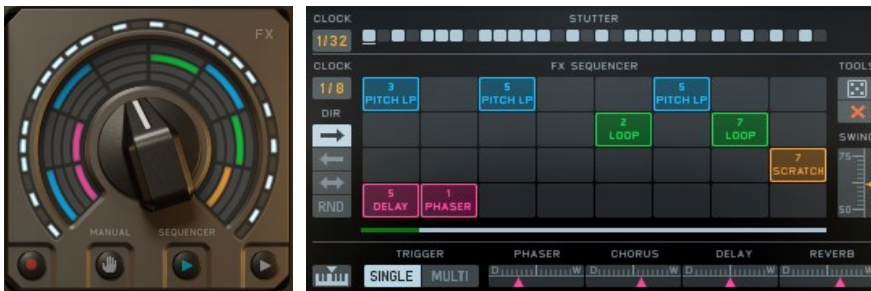 FX
MANUAL SEQUENCER
CLOCK STUTTER
1/32
CLOCK FX SEQUENCER TOOLS
1/8
3 PITCH LP
5 PITCH LP
5 PITCH LP
DIR
2 LOOP
7 LOOP
SWING
75
7 SCRATCH
RND
5 DELAY
1 PHASER
50
TRIGGER PHASER CHORUS DELAY REVERB
SINGLE MULTI
D W D W D W D